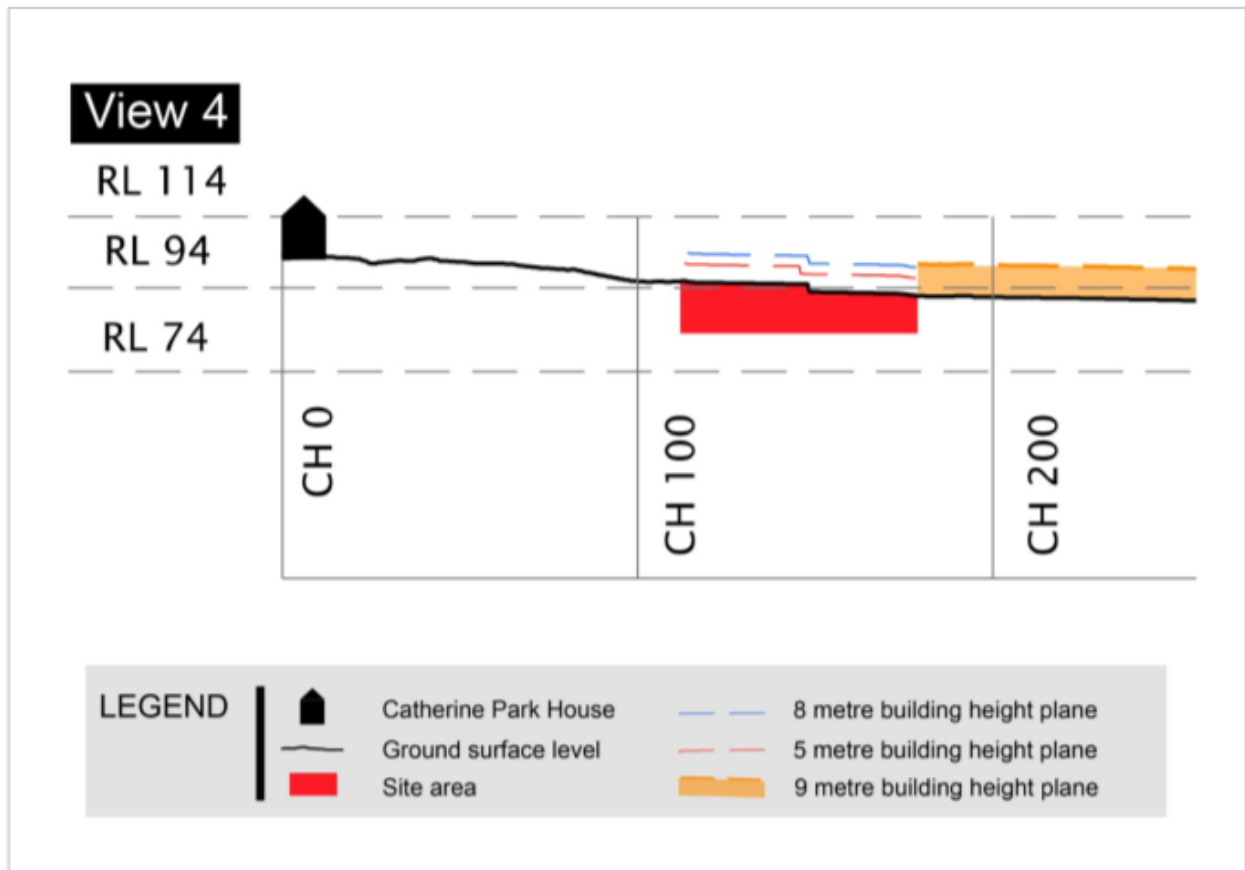 View 4
RL 114
RL 94
RL 74
CH 0
CH 100
CH 200
LEGEND
Catherine Park House
Ground surface level
Site area
8 metre building height plane
5 metre building height plane
9 metre building height plane